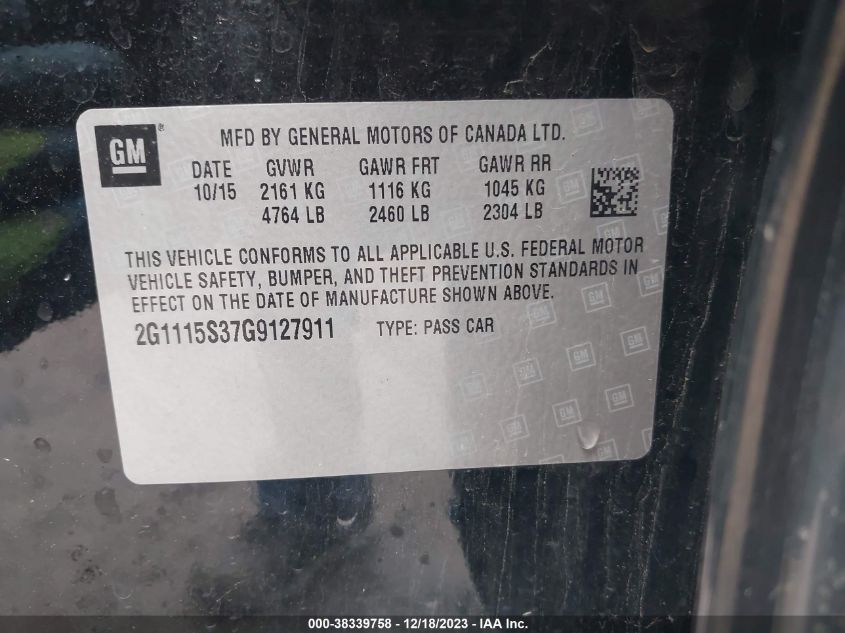 GM
®
MFD BY GENERAL MOTORS OF CANADA LTD.
DATE GVWR GAWR FRT GAWR RR
10/15 2161 KG 1116 KG 1045 KG
4764 LB 2460 LB 2304 LB
THIS VEHICLE CONFORMS TO ALL APPLICABLE U.S. FEDERAL MOTOR
VEHICLE SAFETY, BUMPER, AND THEFT PREVENTION STANDARDS IN
EFFECT ON THE DATE OF MANUFACTURE SHOWN ABOVE.
2G1115S37G9127911 TYPE: PASS CAR
000-38339758 - 12/18/2023 - IAA Inc.